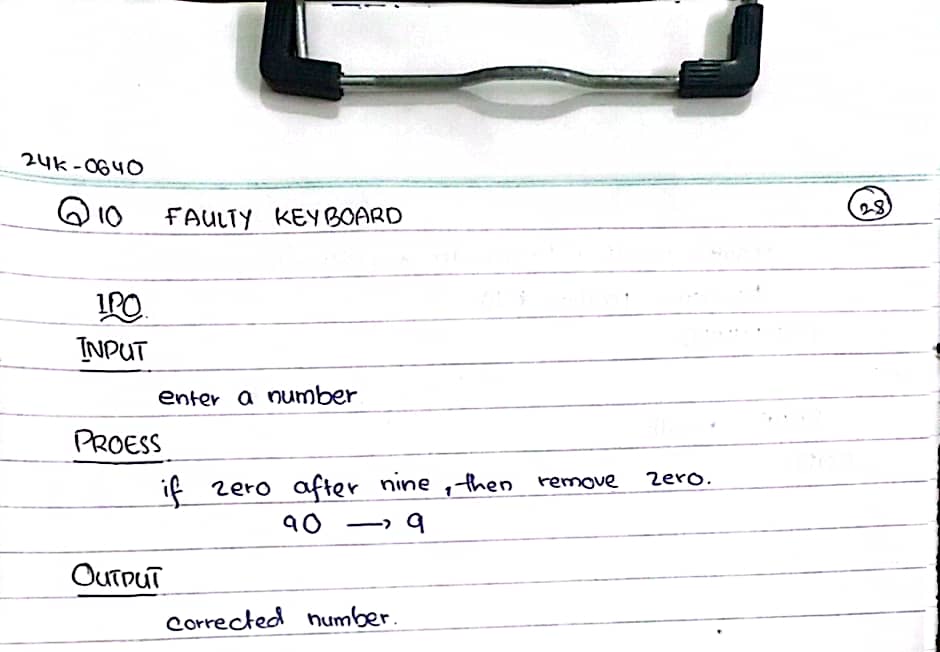 24K-0640
Q10 FAULTY KEYBOARD 28
IPO
INPUT
enter a number
PROESS
if zero after nine, then remove zero.
90 → 9
OUTPUT
corrected number.